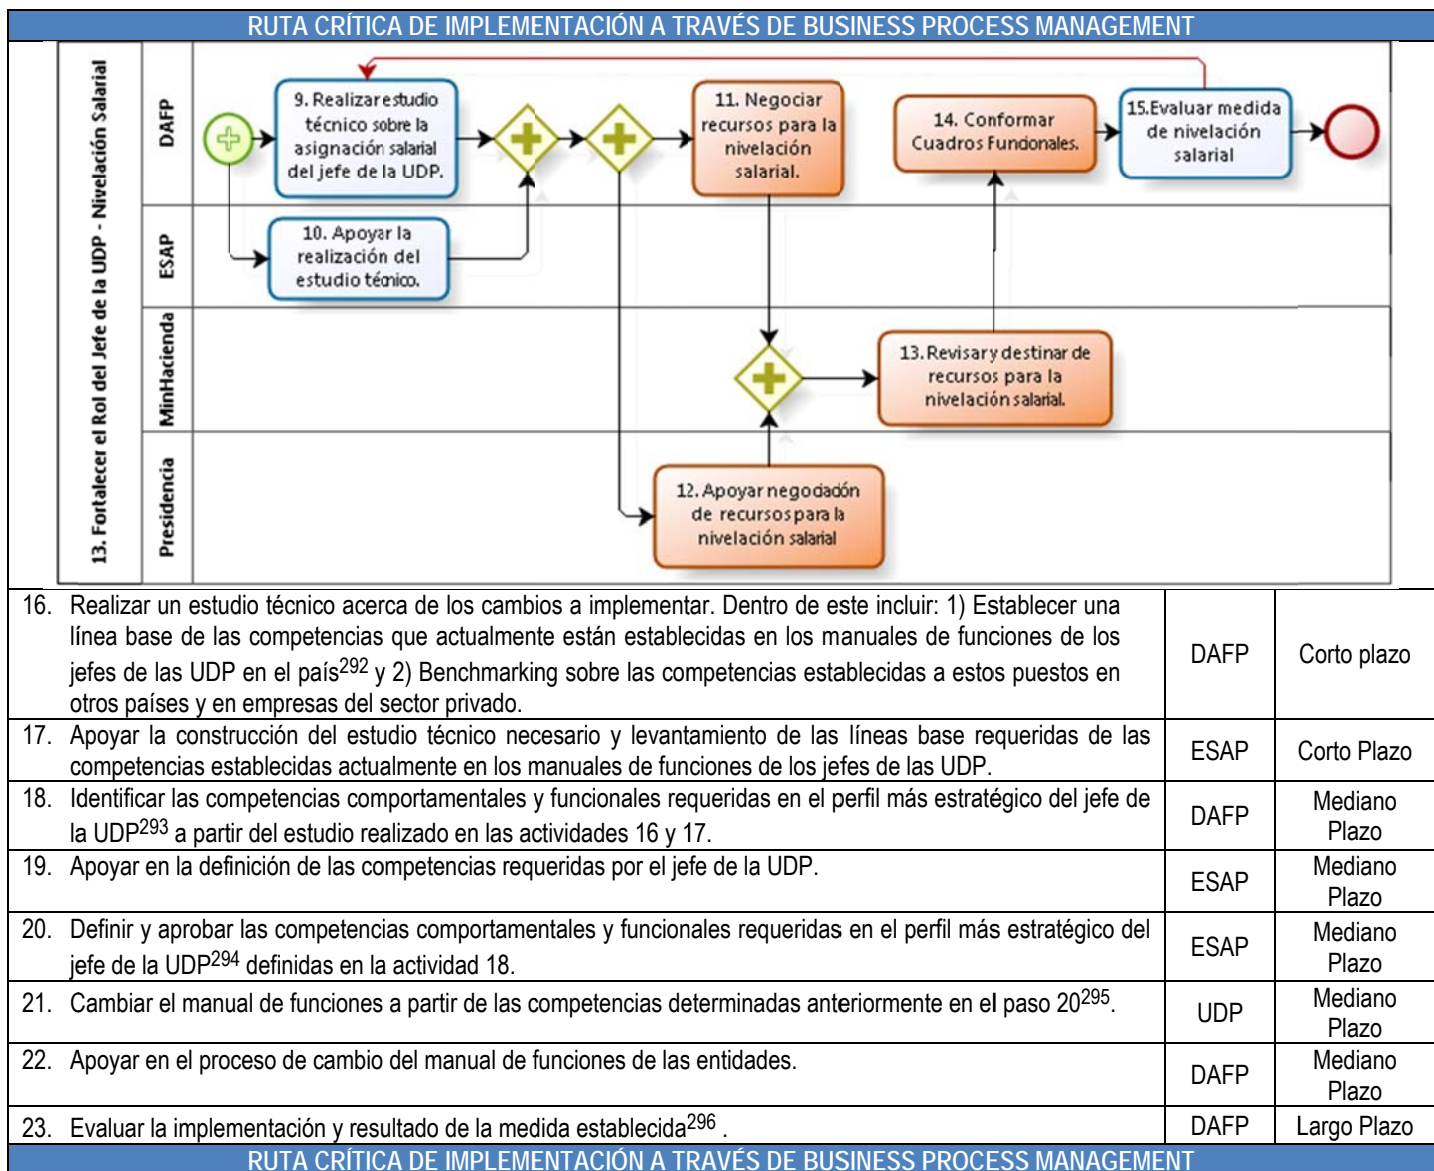 RUTA CRÍTICA DE IMPLEMENTACIÓN A TRAVÉS DE BUSINESS PROCESS MANAGEMENT
13. Fortalecer el Rol del Jefe de la UDP - Nivelación Salarial
DAFP
9. Realizar estudio
técnico sobre la
asignación salarial
del jefe de la UDP.
11. Negociar
recursos para la
nivelación
salarial.
14. Conformar
Cuadros Funcionales.
15.Evaluar medida
de nivelación
salarial
ESAP
10. Apoyar la
realización del
estudio técnico.
MinHacienda
13. Revisar y destinar de
recursos para la
nivelación salarial.
Presidencia
12. Apoyar negociación
de recursos para la
nivelación salarial
16. Realizar un estudio técnico acerca de los cambios a implementar. Dentro de este incluir: 1) Establecer una
línea base de las competencias que actualmente están establecidas en los manuales de funciones de los
jefes de las UDP en el país292 y 2) Benchmarking sobre las competencias establecidas a estos puestos en
otros países y en empresas del sector privado.
DAFP
Corto plazo
17. Apoyar la construcción del estudio técnico necesario y levantamiento de las líneas base requeridas de las
competencias establecidas actualmente en los manuales de funciones de los jefes de las UDP.
ESAP
Corto Plazo
18. Identificar las competencias comportamentales y funcionales requeridas en el perfil más estratégico del jefe de
la UDP293 a partir del estudio realizado en las actividades 16 y 17.
DAFP
Mediano
Plazo
19. Apoyar en la definición de las competencias requeridas por el jefe de la UDP.
ESAP
Mediano
Plazo
20. Definir y aprobar las competencias comportamentales y funcionales requeridas en el perfil más estratégico del
jefe de la UDP294 definidas en la actividad 18.
ESAP
Mediano
Plazo
21. Cambiar el manual de funciones a partir de las competencias determinadas anteriormente en el paso 20295.
UDP
Mediano
Plazo
22. Apoyar en el proceso de cambio del manual de funciones de las entidades.
DAFP
Mediano
Plazo
23. Evaluar la implementación y resultado de la medida establecida296 .
DAFP
Largo Plazo
RUTA CRÍTICA DE IMPLEMENTACIÓN A TRAVÉS DE BUSINESS PROCESS MANAGEMENT